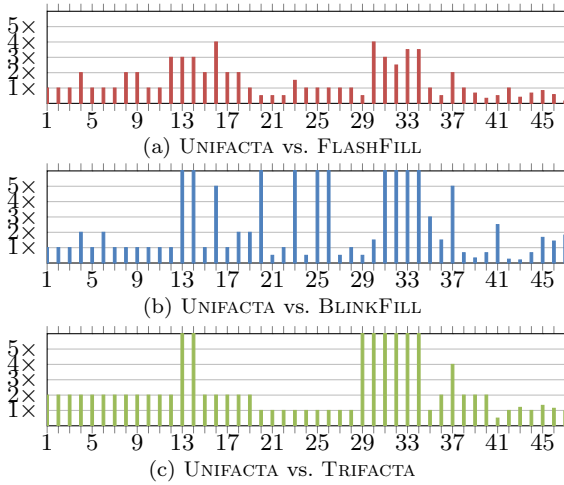 5×
4×
3×
2×
1×
1 5 9 13 17 21 25 29 33 37 41 45
(a) UNIFACTA vs. FLASHFILL
5×
4×
3×
2×
1×
1 5 9 13 17 21 25 29 33 37 41 45
(b) UNIFACTA vs. BLINKFILL
5×
4×
3×
2×
1×
1 5 9 13 17 21 25 29 33 37 41 45
(c) UNIFACTA vs. TRIFACTA